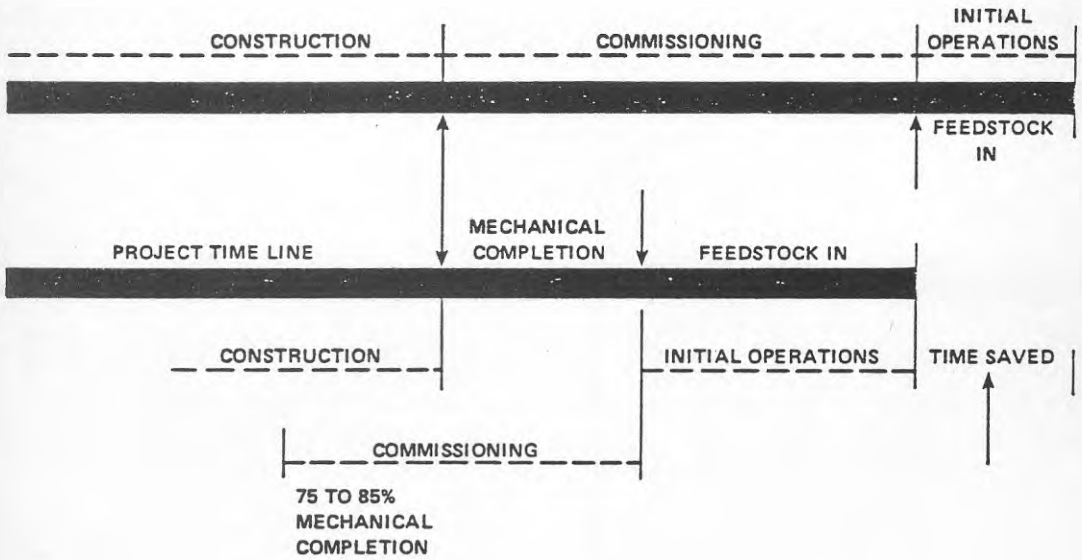 INITIAL
CONSTRUCTION COMMISSIONING OPERATIONS
FEEDSTOCK
IN
MECHANICAL
PROJECT TIME LINE COMPLETION FEEDSTOCK IN
CONSTRUCTION INITIAL OPERATIONS TIME SAVED
COMMISSIONING
75 TO 85%
MECHANICAL
COMPLETION